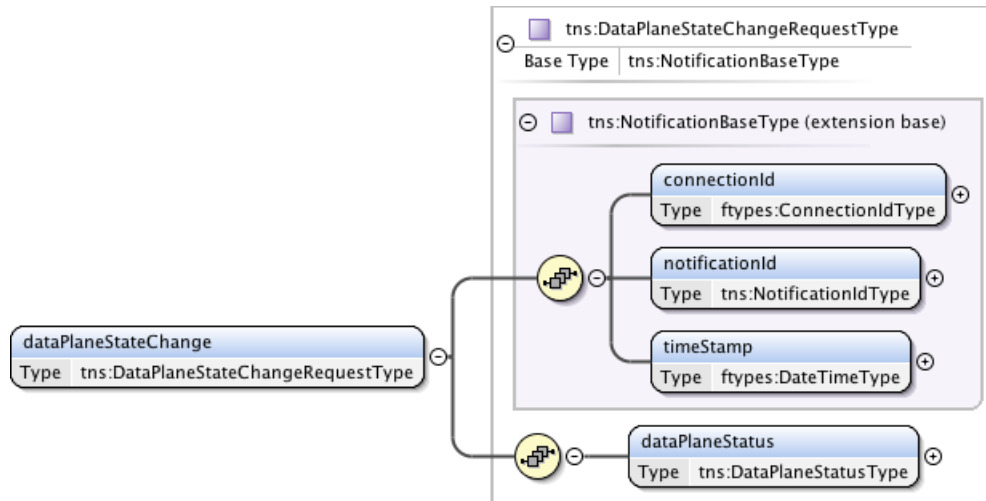 tns:DataPlaneStateChangeRequestType
Base Type tns:NotificationBaseType
tns:NotificationBaseType (extension base)
connectionId
Type ftypes:ConnectionIdType
notificationId
Type tns:NotificationIdType
dataPlaneStateChange
Type tns:DataPlaneStateChangeRequestType
timeStamp
Type ftypes:DateTimeType
dataPlaneStatus
Type tns:DataPlaneStatusType